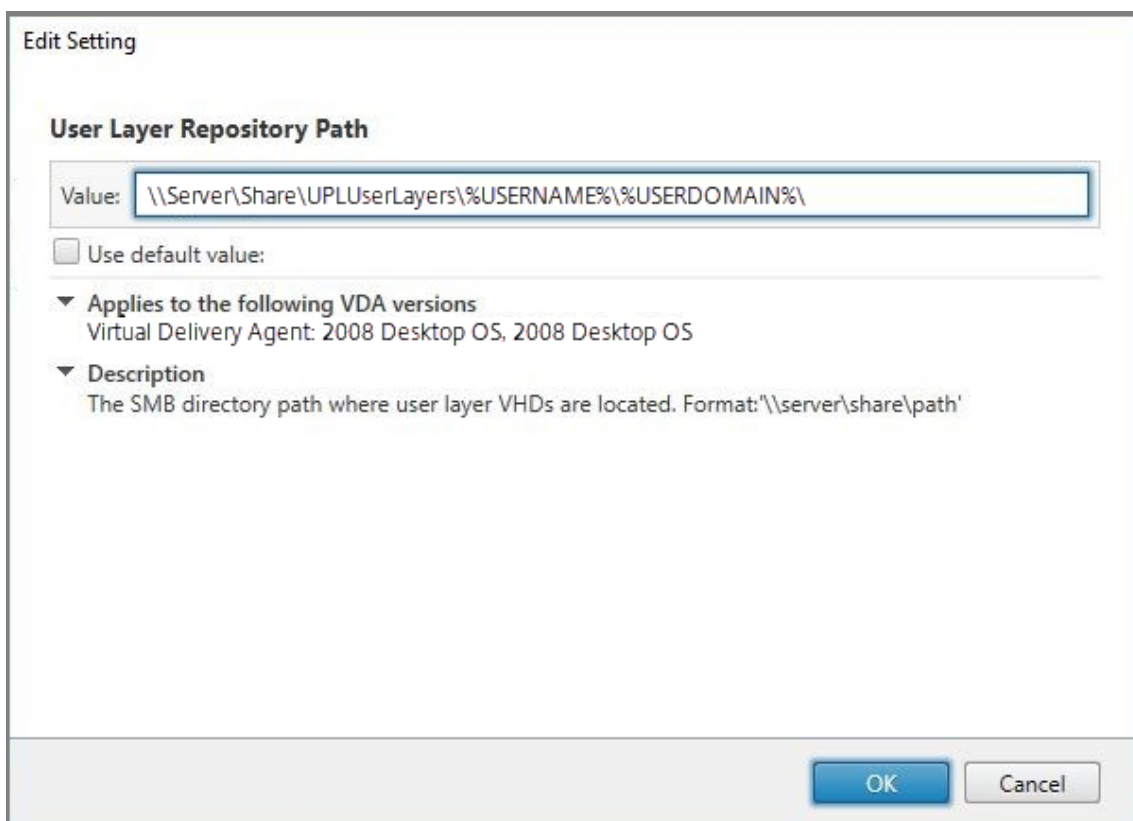 Edit Setting
User Layer Repository Path
Value: \\Server\Share\UPLUserLayers\%USERNAME%\%USERDOMAIN%\
Use default value:
Applies to the following VDA versions
Virtual Delivery Agent: 2008 Desktop OS, 2008 Desktop OS
Description
The SMB directory path where user layer VHDs are located. Format:'\\server\share\path'
OK Cancel